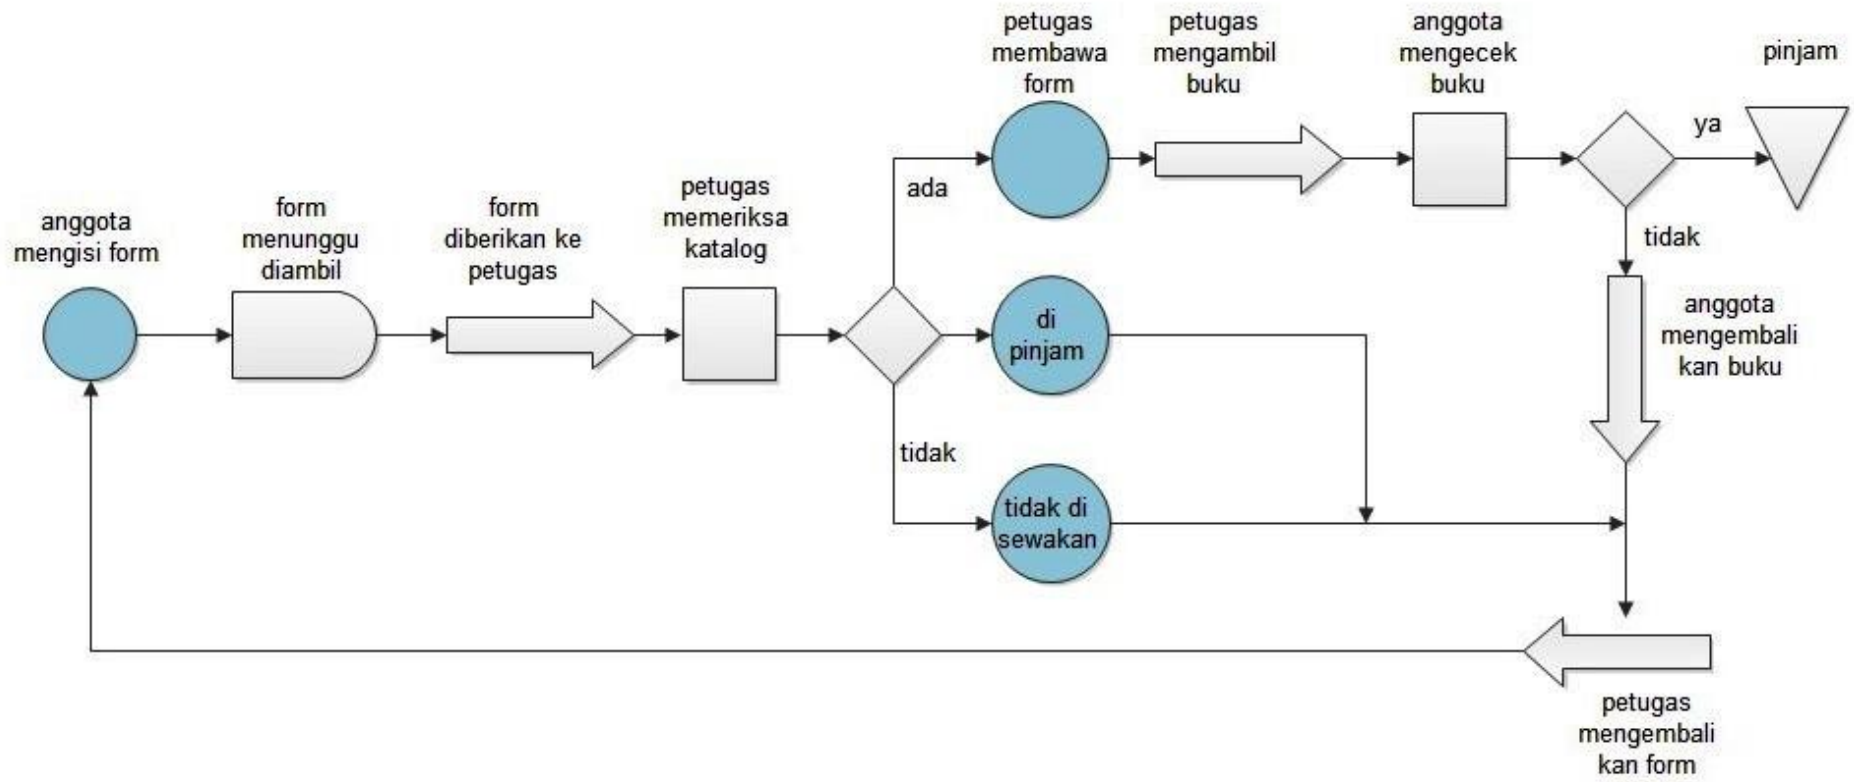 anggota
mengisi form
form
menunggu
diambil
form
diberikan ke
petugas
petugas
memeriksa
katalog
ada
petugas
membawa
form
petugas
mengambil
buku
anggota
mengecek
buku
ya
pinjam
tidak
anggota
mengembali
kan buku
di
pinjam
tidak
tidak di
sewakan
petugas
mengembali
kan form